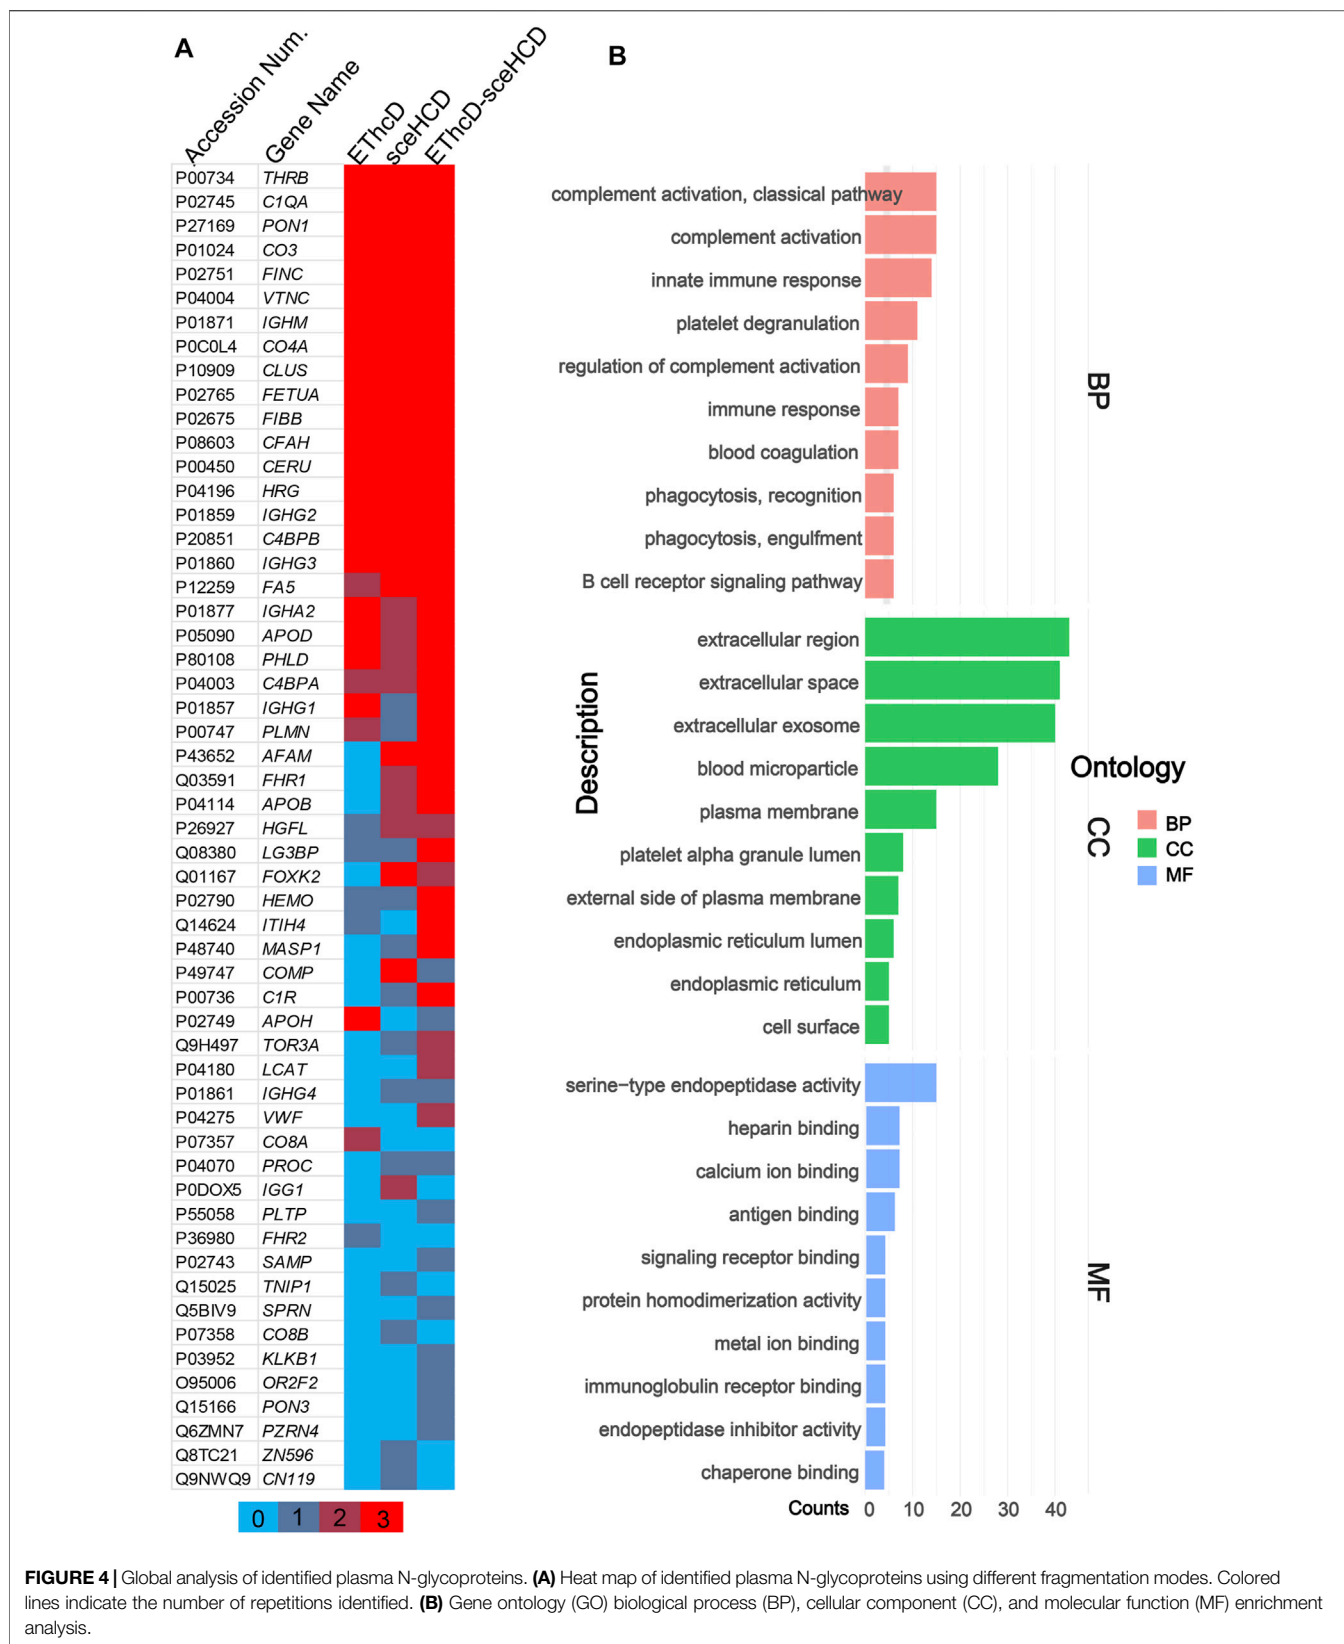 A
Accession Num.
Gene Name
EThcD
sceHCD
EThcD-sceHCD
P00734 THRB
P02745 C1QA
P27169 PON1
P01024 CO3
P02751 FINC
P04004 VTNC
P01871 IGHM
P0C0L4 CO4A
P10909 CLUS
P02765 FETUA
P02675 FIBB
P08603 CFAH
P00450 CERU
P04196 HRG
P01859 IGHG2
P20851 C4BPB
P01860 IGHG3
P12259 FA5
P01877 IGHA2
P05090 APOD
P80108 PHLD
P04003 C4BPA
P01857 IGHG1
P00747 PLMN
P43652 AFAM
Q03591 FHR1
P04114 APOB
P26927 HGFL
Q08380 LG3BP
Q01167 FOXK2
P02790 HEMO
Q14624 ITIH4
P48740 MASP1
P49747 COMP
P00736 C1R
P02749 APOH
Q9H497 TOR3A
P04180 LCAT
P01861 IGHG4
P04275 VWF
P07357 CO8A
P04070 PROC
P0DOX5 IGG1
P55058 PLTP
P36980 FHR2
P02743 SAMP
Q15025 TNIP1
Q5BIV9 SPRN
P07358 CO8B
P03952 KLKB1
O95006 OR2F2
Q15166 PON3
Q6ZMN7 PZRN4
Q8TC21 ZN596
Q9NWQ9 CN119
0 1 2 3
B
Description
complement activation, classical pathway
complement activation
innate immune response
platelet degranulation
regulation of complement activation
immune response
blood coagulation
phagocytosis, recognition
phagocytosis, engulfment
B cell receptor signaling pathway
BP
extracellular region
extracellular space
extracellular exosome
blood microparticle
plasma membrane
platelet alpha granule lumen
external side of plasma membrane
endoplasmic reticulum lumen
endoplasmic reticulum
cell surface
CC
serine−type endopeptidase activity
heparin binding
calcium ion binding
antigen binding
signaling receptor binding
protein homodimerization activity
metal ion binding
immunoglobulin receptor binding
endopeptidase inhibitor activity
chaperone binding
MF
Counts 0 10 20 30 40
Ontology
BP
CC
MF
FIGURE 4 | Global analysis of identified plasma N-glycoproteins. (A) Heat map of identified plasma N-glycoproteins using different fragmentation modes. Colored
lines indicate the number of repetitions identified. (B) Gene ontology (GO) biological process (BP), cellular component (CC), and molecular function (MF) enrichment
analysis.